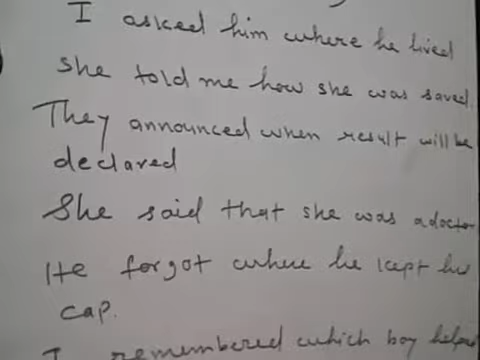 I asked him where he lived
She told me how she was saved
They announced when result will be
declared
She said that she was a doctor
He forgot where he kept his
cap.
I remembered which boy